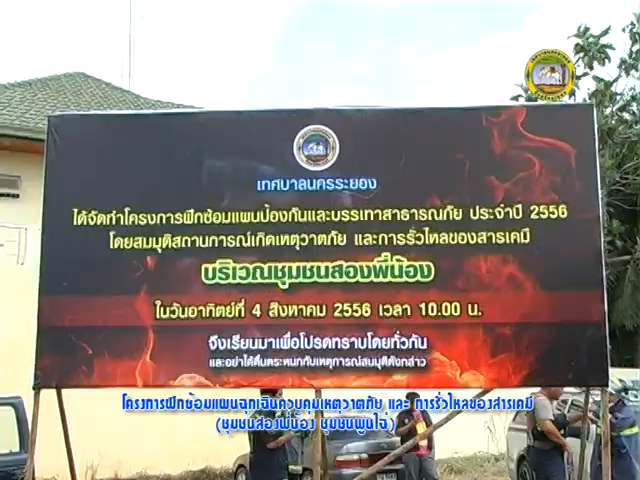 เทศบาลนครระยอง
ได้จัดทำโครงการฝึกซ้อมแผนป้องกันและบรรเทาสาธารณภัย ประจำปี 2556
โดยสมมุติสถานการณ์เกิดเหตุวาตภัย และการรั่วไหลของสารเคมี
บริเวณชุมชนสองพี่น้อง
ในวันอาทิตย์ที่ 4 สิงหาคม 2556 เวลา 10.00 น.
จึงเรียนมาเพื่อโปรดทราบโดยทั่วกัน
และอย่าได้ตื่นตระหนกกับเหตุการณ์สมมุติดังกล่าว
โครงการฝึกซ้อมแผนฉุกเฉินควบคุมเหตุวาตภัย และ การรั่วไหลของสารเคมี
(ชุมชนสองพี่น้อง ชุมชนพูนไฉ่)